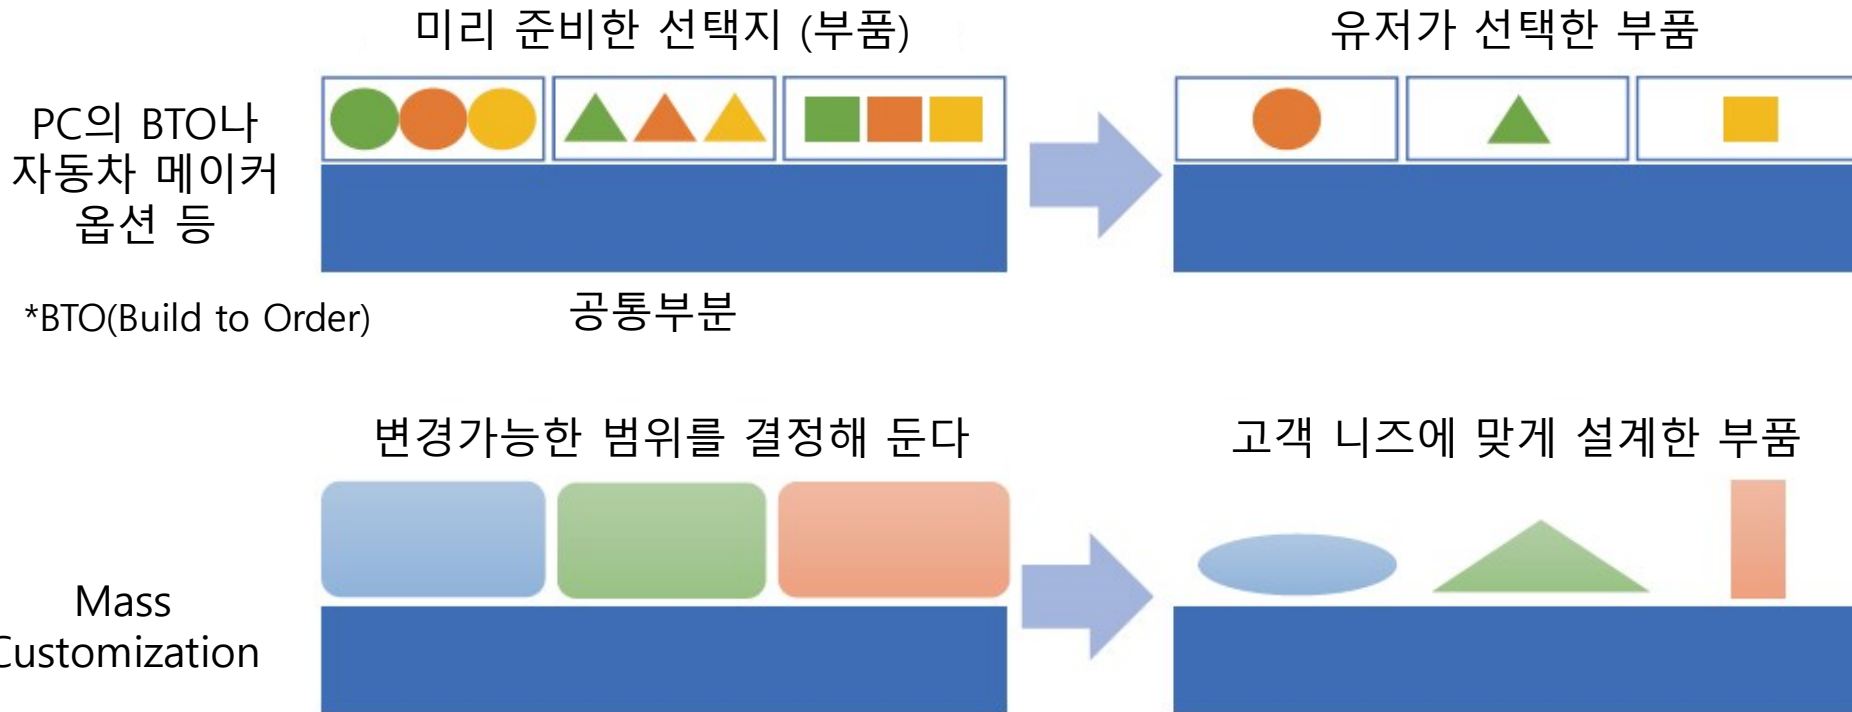 미리 준비한 선택지 (부품)
유저가 선택한 부품
PC의 BTO나
자동차 메이커
옵션 등
*BTO(Build to Order)
공통부분
변경가능한 범위를 결정해 둔다
고객 니즈에 맞게 설계한 부품
Mass
Customization